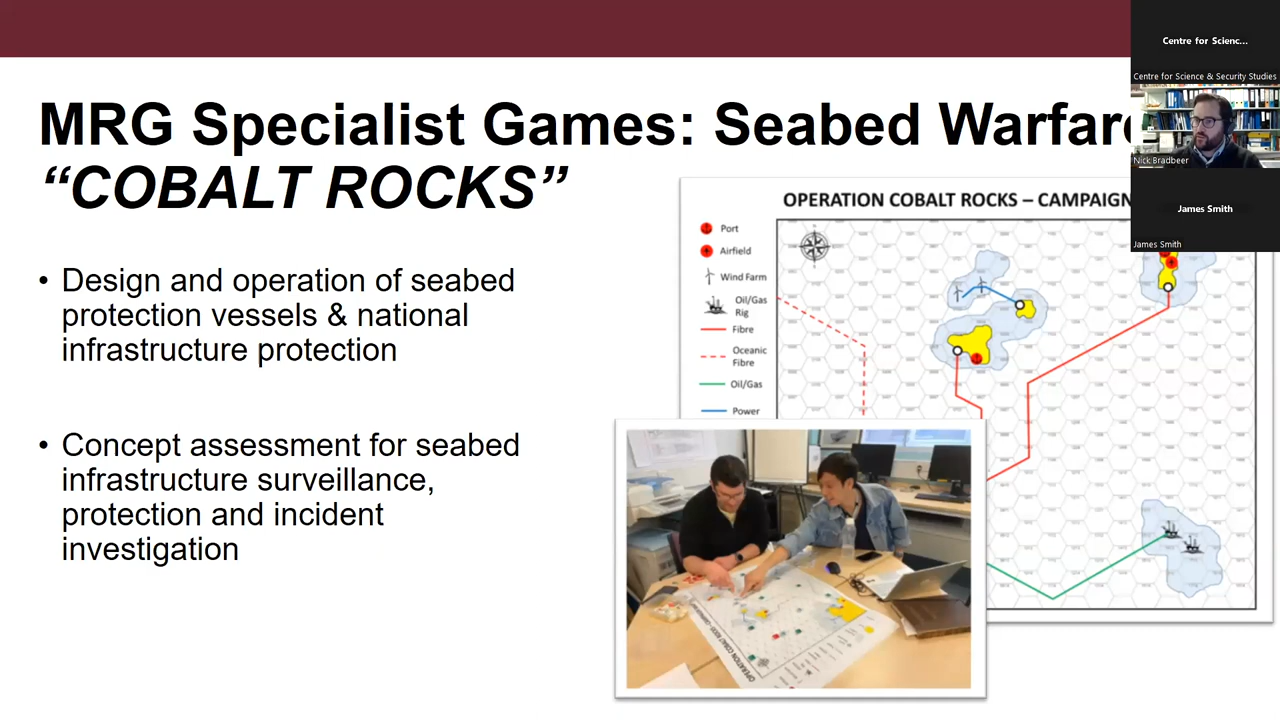 MRG Specialist Games: Seabed Warfare
“COBALT ROCKS”
• Design and operation of seabed
protection vessels & national
infrastructure protection
• Concept assessment for seabed
infrastructure surveillance,
protection and incident
investigation
OPERATION COBALT ROCKS – CAMPAIGN
Port
Airfield
Wind Farm
Oil/Gas
Rig
Fibre
Oceanic
Fibre
Oil/Gas
Power
Centre for Scienc...
Centre for Science & Security Studies
Nick Bradbeer
James Smith
James Smith